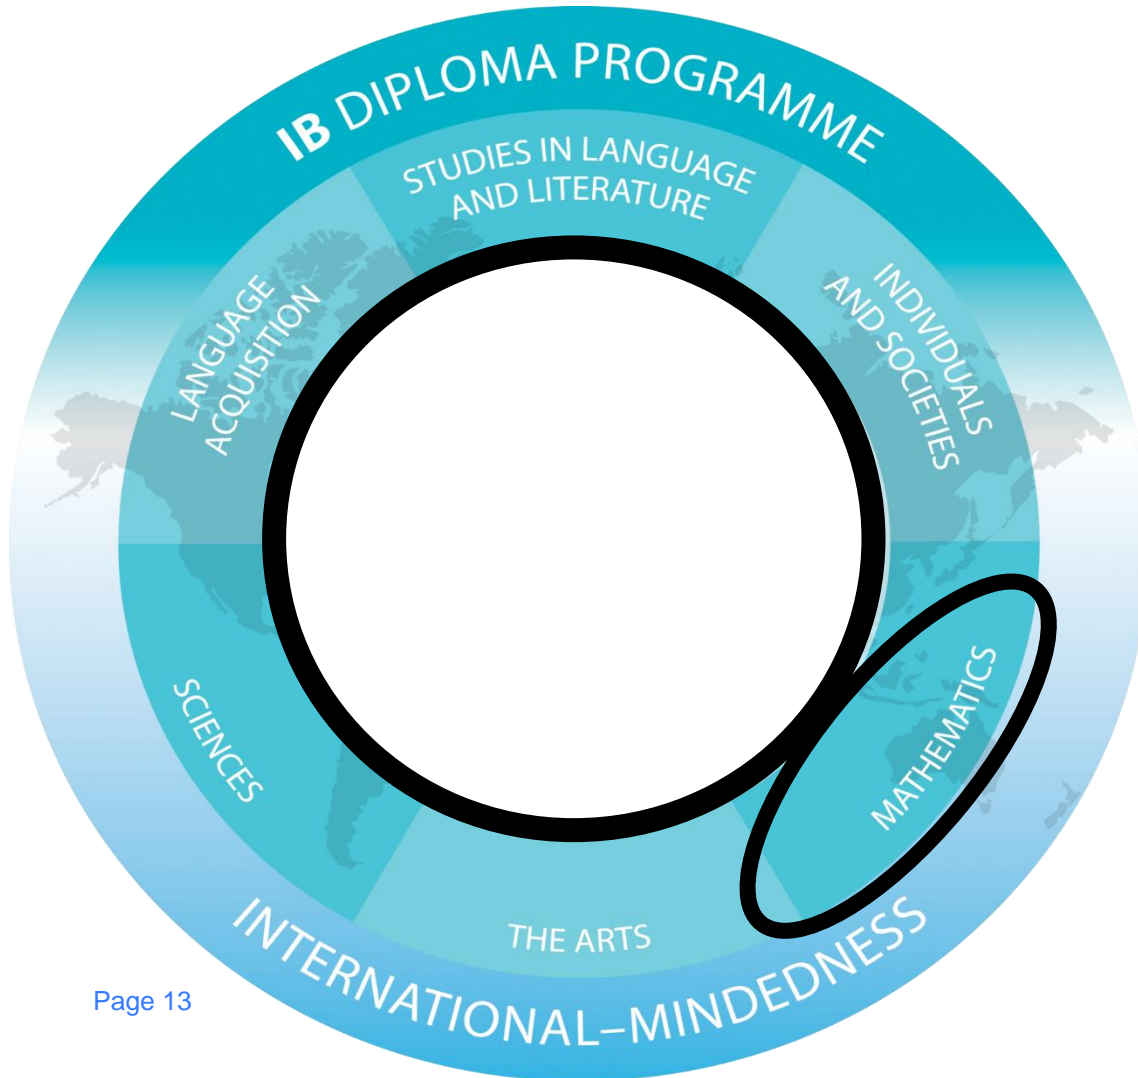 IB DIPLOMA PROGRAMME
STUDIES IN LANGUAGE
AND LITERATURE
LANGUAGE
ACQUISITION
INDIVIDUALS
AND SOCIETIES
SCIENCES
MATHEMATICS
THE ARTS
INTERNATIONAL–MINDEDNESS
Page 13